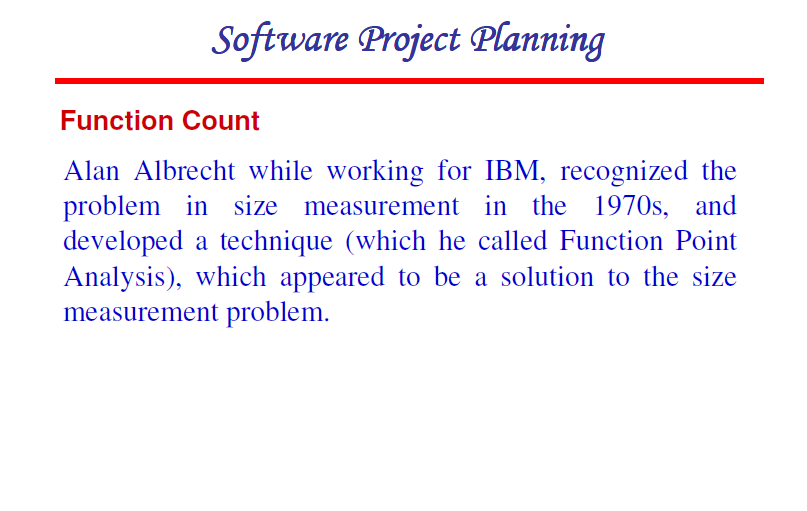 Software Project Planning
Function Count
Alan Albrecht while working for IBM, recognized the
problem in size measurement in the 1970s, and
developed a technique (which he called Function Point
Analysis), which appeared to be a solution to the size
measurement problem.